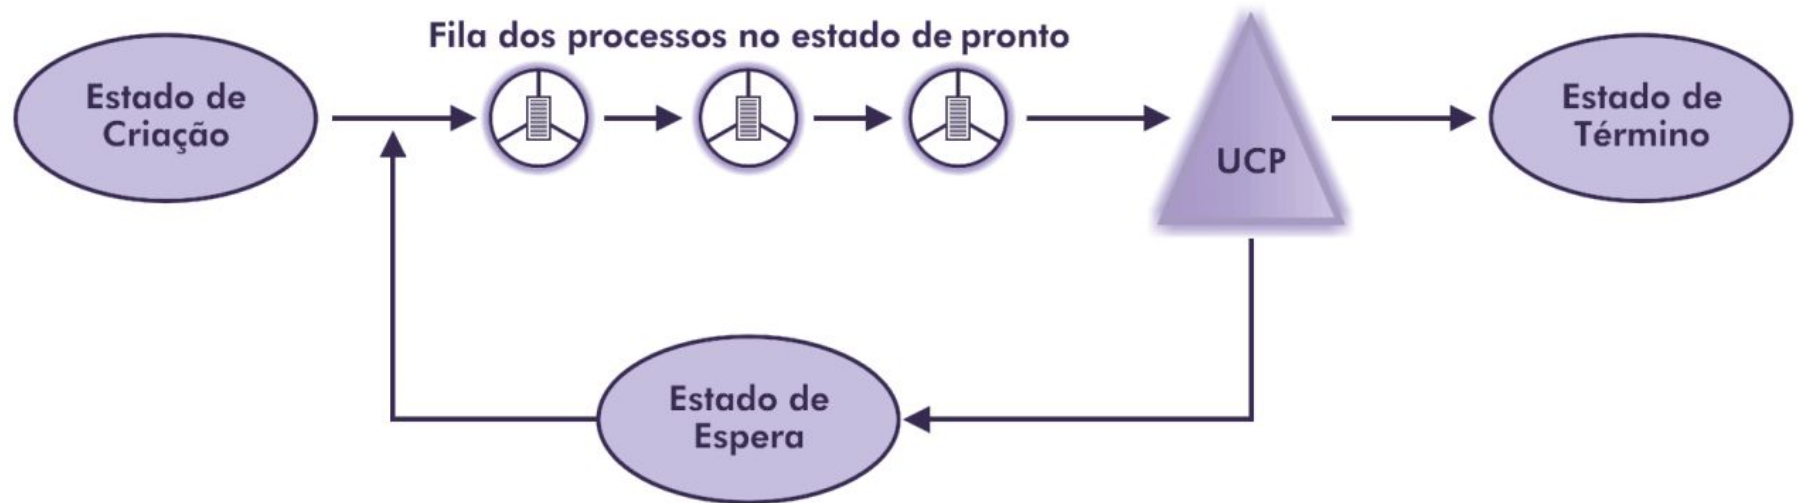 Fila dos processos no estado de pronto
Estado de
Criação
UCP
Estado de
Término
Estado de
Espera